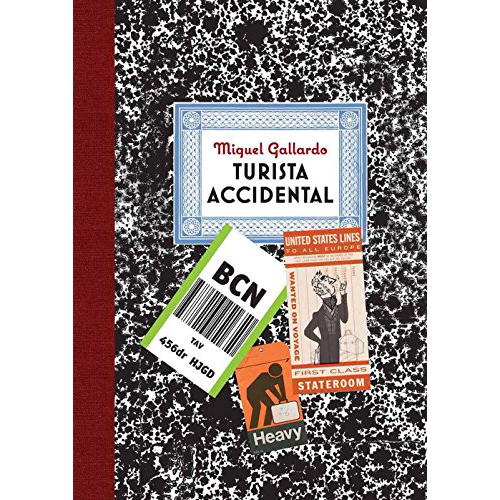 Miquel Gallardo
TURISTA
ACCIDENTAL
BCN
TAV
456dr HJGD
UNITED STATES LINES
TO ALL EUROPE
WANTED ON VOYAGE
FIRST CLASS
STATEROOM
Heavy